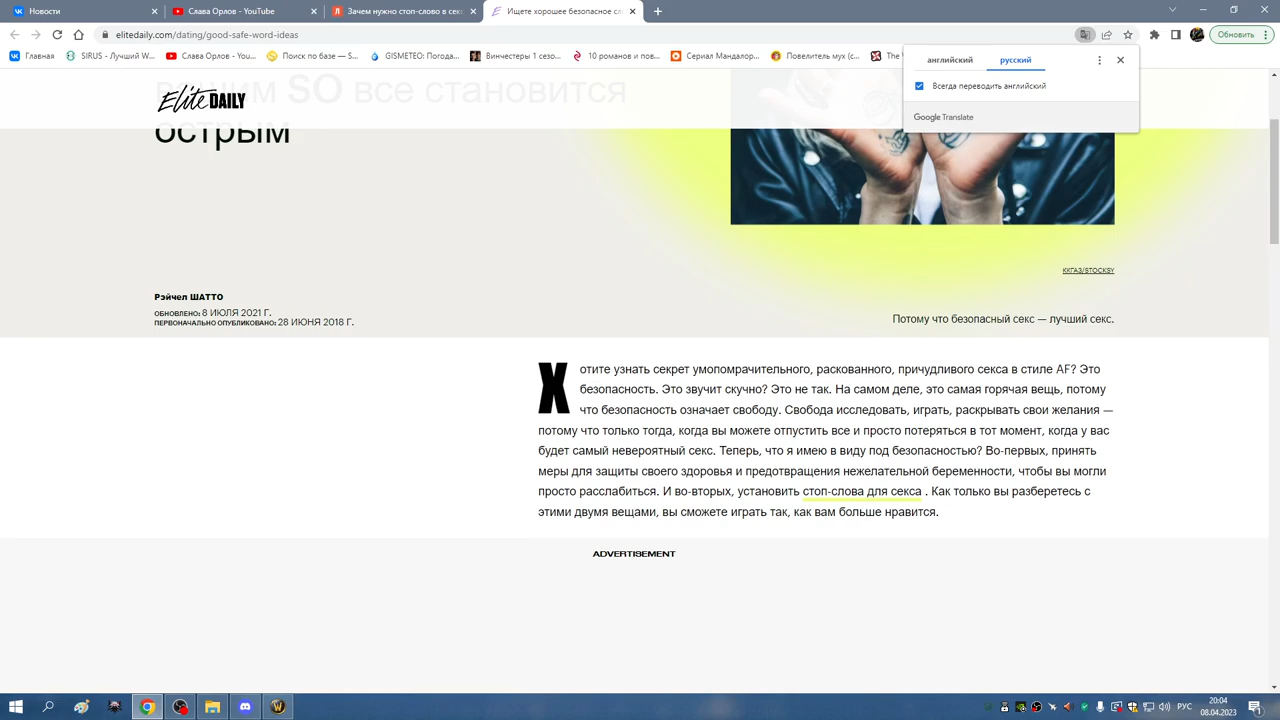 Новости
YouTube - YouTube
Зачем нужно стоп-слово в секс
Ищете хорошее безопасное сл
elitedaily.com/dating/good-safe-word-ideas
Обновить
Главная
SIRUS - Лучший W...
Слава Орлов - You...
Поиск по базе — S...
GISMETEO: Погода...
Винчестеры 1 сезо...
10 романов и пов...
Сериал Мандалор...
Повелитель мух (с...
английский
русский
Всегда переводить английский
Google Translate
все становится
Elite DAILY
острым
ККГАЗ/STOCKSY
Рэйчел ШАТТО
ОБНОВЛЕНО: 8 ИЮЛЯ 2021 Г.
ПЕРВОНАЧАЛЬНО ОПУБЛИКОВАНО: 28 ИЮНЯ 2018 Г.
Потому что безопасный секс — лучший секс.
Хотите узнать секрет умопомрачительного, раскованного, причудливого секса в стиле AF? Это
безопасность. Это звучит скучно? Это не так. На самом деле, это самая горячая вещь, потому
что безопасность означает свободу. Свобода исследовать, играть, раскрывать свои желания —
потому что только тогда, когда вы можете отпустить все и просто потеряться в тот момент, когда у вас
будет самый невероятный секс. Теперь, что я имею в виду под безопасностью? Во-первых, принять
меры для защиты своего здоровья и предотвращения нежелательной беременности, чтобы вы могли
просто расслабиться. И во-вторых, установить стоп-слова для секса . Как только вы разберетесь с
этими двумя вещами, вы сможете играть так, как вам больше нравится.
ADVERTISEMENT
РУС
20:04
08.04.2023